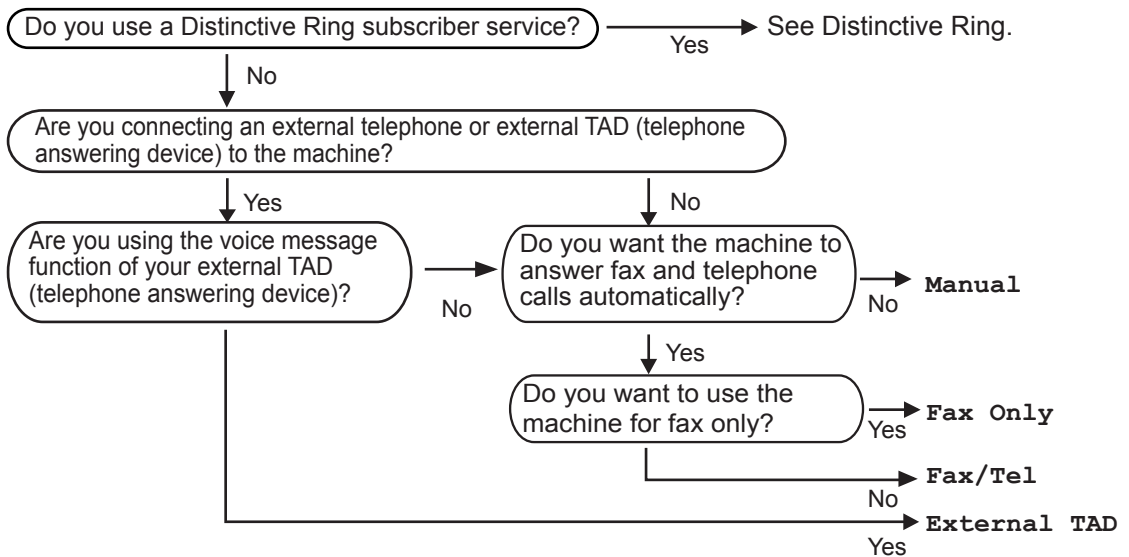 Do you use a Distinctive Ring subscriber service?
Yes
See Distinctive Ring.
No
Are you connecting an external telephone or external TAD (telephone
answering device) to the machine?
Yes
No
Are you using the voice message
function of your external TAD
(telephone answering device)?
No
Do you want the machine to
answer fax and telephone
calls automatically?
No
Manual
Yes
Do you want to use the
machine for fax only?
Yes
Fax Only
No
Fax/Tel
Yes
External TAD